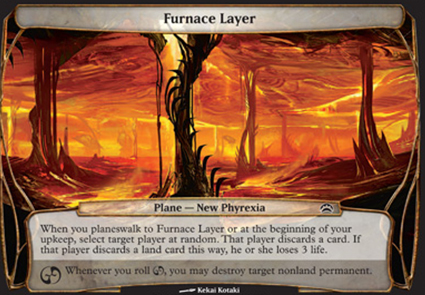 Furnace Layer
Plane — New Phyrexia
When you planeswalk to Furnace Layer or at the beginning of your
upkeep, select target player at random. That player discards a card. If
that player discards a land card this way, he or she loses 3 life.
Whenever you roll , you may destroy target nonland permanent.
Kekai Kotaki